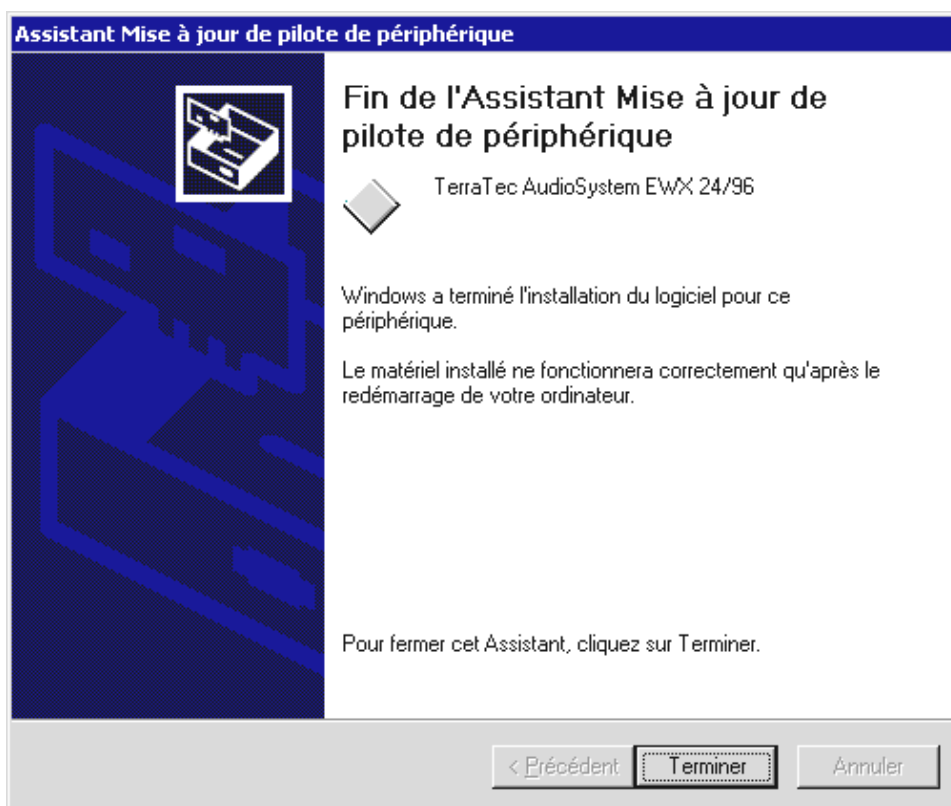 Assistant Mise à jour de pilote de périphérique
Fin de l'Assistant Mise à jour de
pilote de périphérique
TerraTec AudioSystem EWX 24/96
Windows a terminé l'installation du logiciel pour ce
périphérique.
Le matériel installé ne fonctionnera correctement qu'après le
redémarrage de votre ordinateur.
Pour fermer cet Assistant, cliquez sur Terminer.
< Précédent
Terminer
Annuler